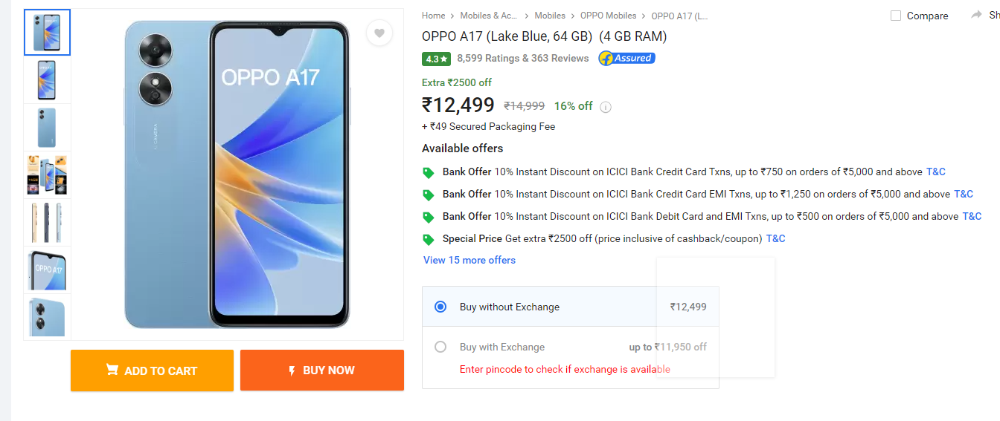 Home > Mobiles & Ac... > Mobiles > OPPO Mobiles > OPPO A17 (L...
Compare
Sh
OPPO A17 (Lake Blue, 64 GB) (4 GB RAM)
4.3★ 8,599 Ratings & 363 Reviews f Assured
Extra ₹2500 off
₹12,499 ₹14,999 16% off i
+ ₹49 Secured Packaging Fee
Available offers
Bank Offer 10% Instant Discount on ICICI Bank Credit Card Txns, up to ₹750 on orders of ₹5,000 and above T&C
Bank Offer 10% Instant Discount on ICICI Bank Credit Card EMI Txns, up to ₹1,250 on orders of ₹5,000 and above T&C
Bank Offer 10% Instant Discount on ICICI Bank Debit Card and EMI Txns, up to ₹500 on orders of ₹5,000 and above T&C
Special Price Get extra ₹2500 off (price inclusive of cashback/coupon) T&C
View 15 more offers
Buy without Exchange ₹12,499
Buy with Exchange up to ₹11,950 off
Enter pincode to check if exchange is available
OPPO A17
OPPO A17
ADD TO CART
BUY NOW